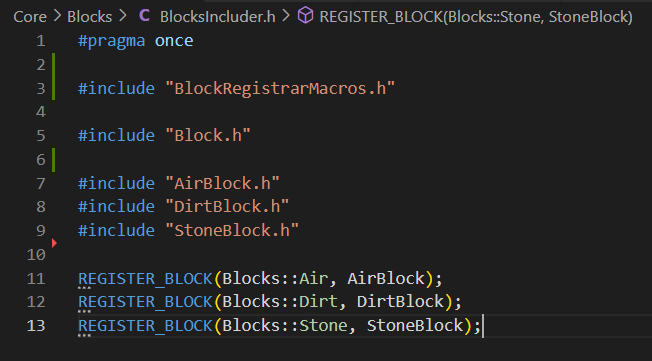 Core > Blocks > C BlocksIncluder.h > REGISTER_BLOCK(Blocks::Stone, StoneBlock)
1 #pragma once
2
3 #include "BlockRegistrarMacros.h"
4
5 #include "Block.h"
6
7 #include "AirBlock.h"
8 #include "DirtBlock.h"
9 #include "StoneBlock.h"
10
11 REGISTER_BLOCK(Blocks::Air, AirBlock);
12 REGISTER_BLOCK(Blocks::Dirt, DirtBlock);
13 REGISTER_BLOCK(Blocks::Stone, StoneBlock);